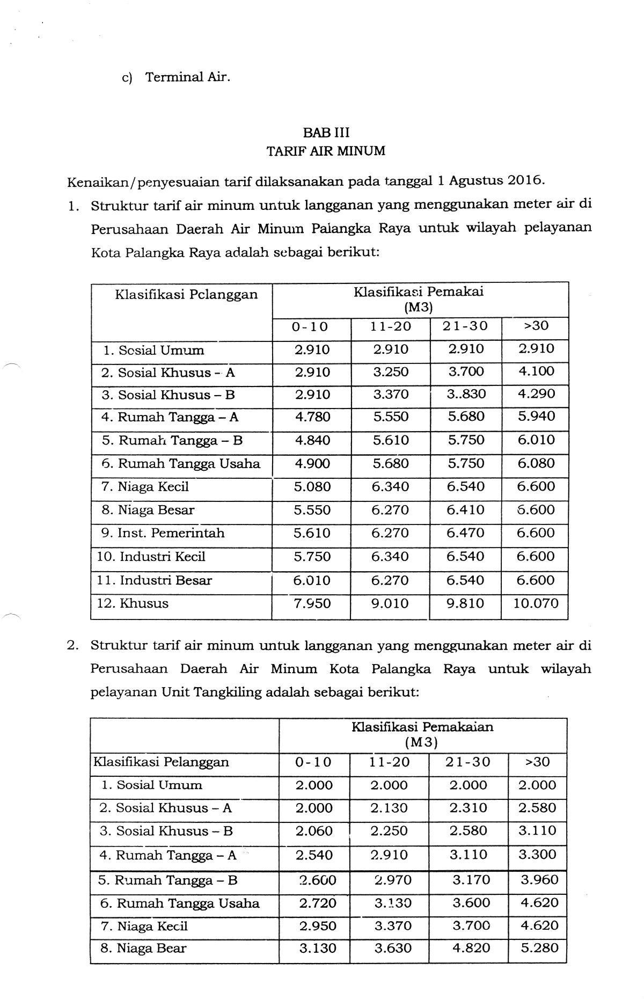 c) Terminal Air.
BAB III
TARIF AIR MINUM
Kenaikan/penyesuaian tarif dilaksanakan pada tanggal 1 Agustus 2016.
1. Struktur tarif air minum untuk langganan yang menggunakan meter air di
Perusahaan Daerah Air Minum Palangka Raya untuk wilayah pelayanan
Kota Palangka Raya adalah sebagai berikut:
Klasifikasi Pelanggan Klasifikasi Pemakai
(M3)
0-10 11-20 21-30 >30
1. Sosial Umum 2.910 2.910 2.910 2.910
2. Sosial Khusus - A 2.910 3.250 3.700 4.100
3. Sosial Khusus – B 2.910 3.370 3..830 4.290
4. Rumah Tangga – A 4.780 5.550 5.680 5.940
5. Rumah Tangga – B 4.840 5.610 5.750 6.010
6. Rumah Tangga Usaha 4.900 5.680 5.750 6.080
7. Niaga Kecil 5.080 6.340 6.540 6.600
8. Niaga Besar 5.550 6.270 6.410 6.600
9. Inst. Pemerintah 5.610 6.270 6.470 6.600
10. Industri Kecil 5.750 6.340 6.540 6.600
11. Industri Besar 6.010 6.270 6.540 6.600
12. Khusus 7.950 9.010 9.810 10.070
2. Struktur tarif air minum untuk langganan yang menggunakan meter air di
Perusahaan Daerah Air Minum Kota Palangka Raya untuk wilayah
pelayanan Unit Tangkiling adalah sebagai berikut:
Klasifikasi Pemakaian
(M3)
Klasifikasi Pelanggan 0-10 11-20 21-30 >30
1. Sosial Umum 2.000 2.000 2.000 2.000
2. Sosial Khusus – A 2.000 2.130 2.310 2.580
3. Sosial Khusus – B 2.060 2.250 2.580 3.110
4. Rumah Tangga – A 2.540 2.910 3.110 3.300
5. Rumah Tangga – B 2.600 2.970 3.170 3.960
6. Rumah Tangga Usaha 2.720 3.130 3.600 4.620
7. Niaga Kecil 2.950 3.370 3.700 4.620
8. Niaga Bear 3.130 3.630 4.820 5.280